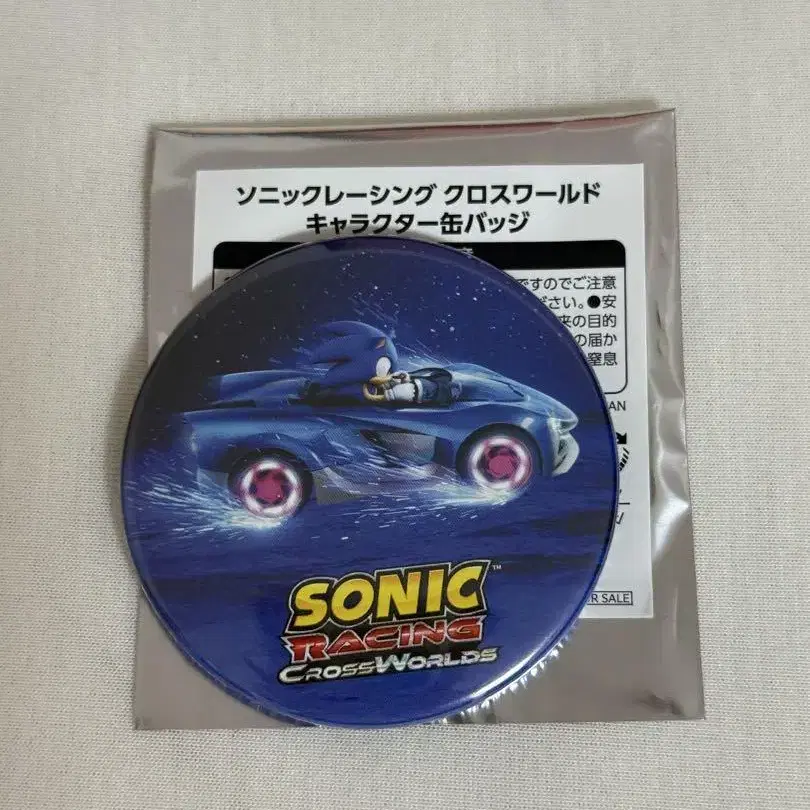 ソニックレーシング クロスワールド
キャラクター缶バッジ
ですのでご注意
ださい。●安
来の目的
の届か
窒息
AN
SONIC™
RACING
CROSSWORLDS
R SALE